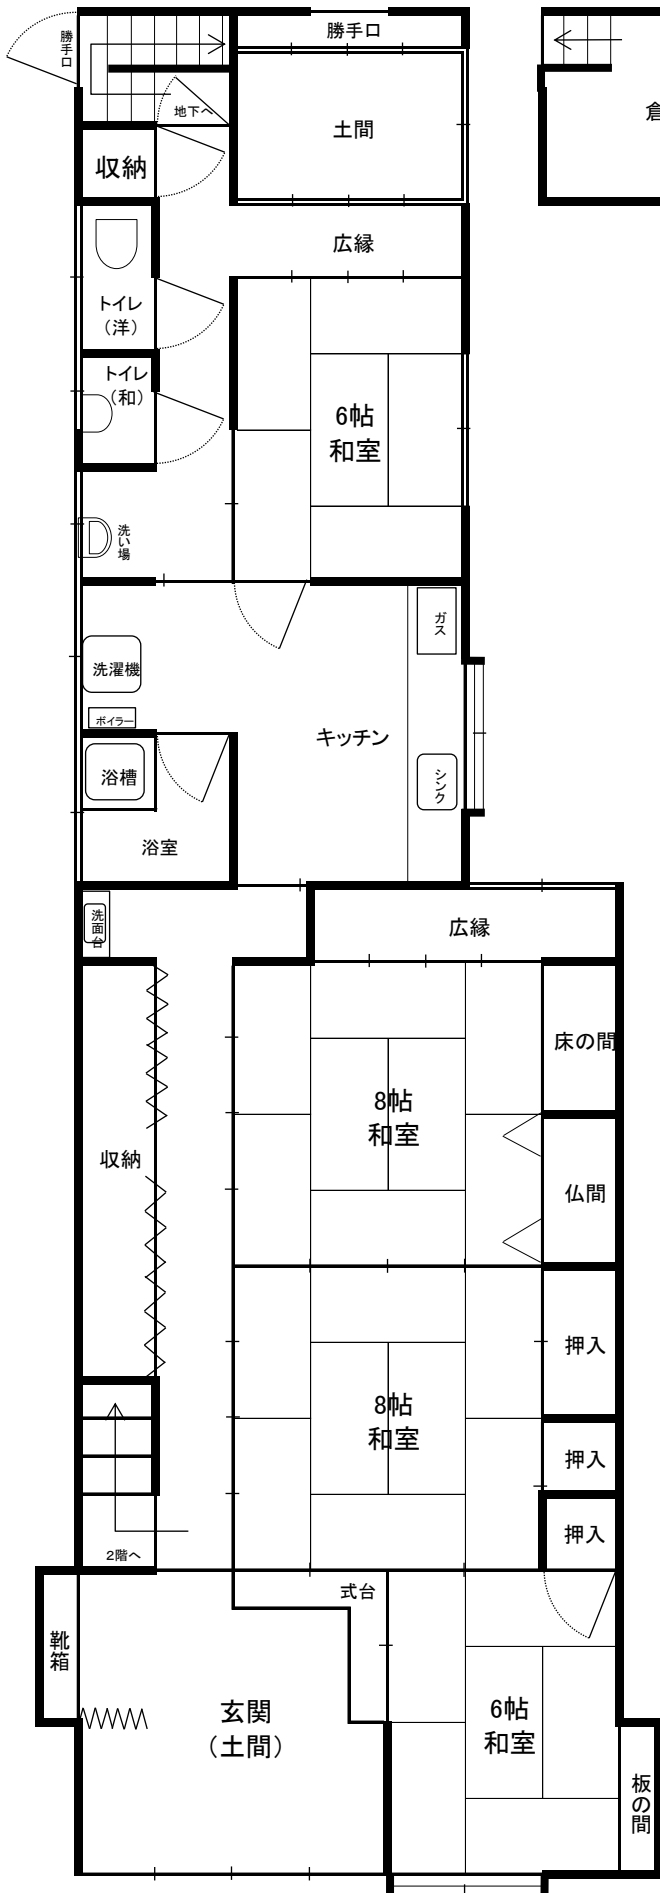 勝手口
勝手口
地下へ
土間
倉
収納
広縁
トイレ
（洋）
トイレ
（和）
6帖
和室
洗い場
ガス
洗濯機
ボイラー
キッチン
浴槽
シンク
浴室
洗面台
広縁
床の間
8帖
和室
収納
仏間
押入
8帖
和室
押入
押入
2階へ
式台
靴箱
玄関
（土間）
6帖
和室
板の間